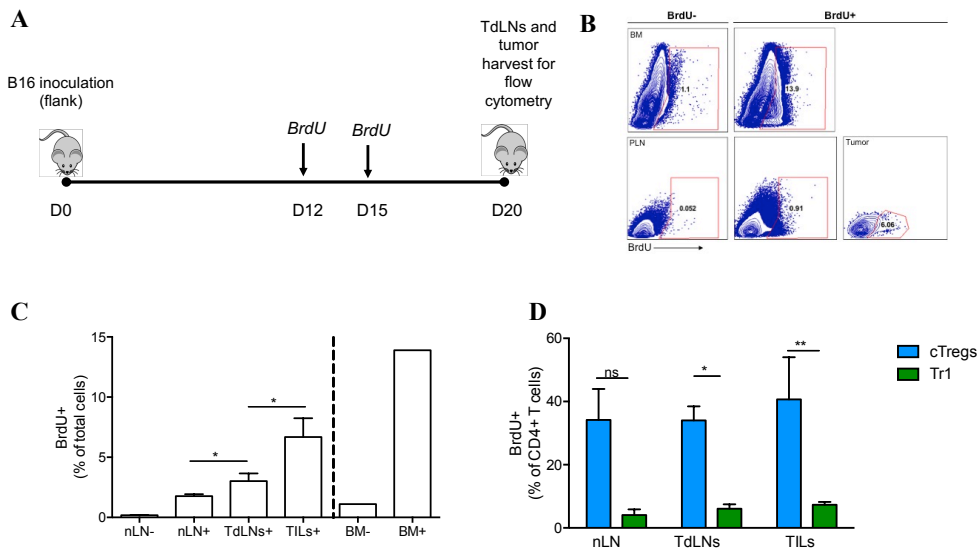 A
B16 inoculation
(flank)
BrdU
BrdU
TdLNs and
tumor
harvest for
flow
cytometry
D0
D12
D15
D20
B
BrdU-
BrdU+
BM
1.1
13.9
PLN
0.052
0.91
Tumor
6.06
BrdU
C
BrdU+
(% of total cells)
15
10
5
0
*
*
nLN-
nLN+
TdLNs+
TILs+
BM-
BM+
D
BrdU+
(% of CD4+ T cells)
60
40
20
0
ns
*
**
nLN
TdLNs
TILs
cTregs
Tr1